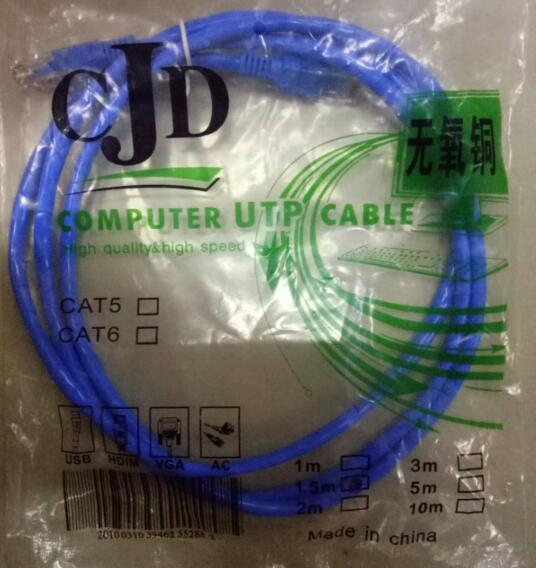 CJD
无氧铜
COMPUTER UTP CABLE
High quality&high speed
CAT5
CAT6
USB HDIM VGA AC
1m 3m
1.5m 5m
2m 10m
Made in china